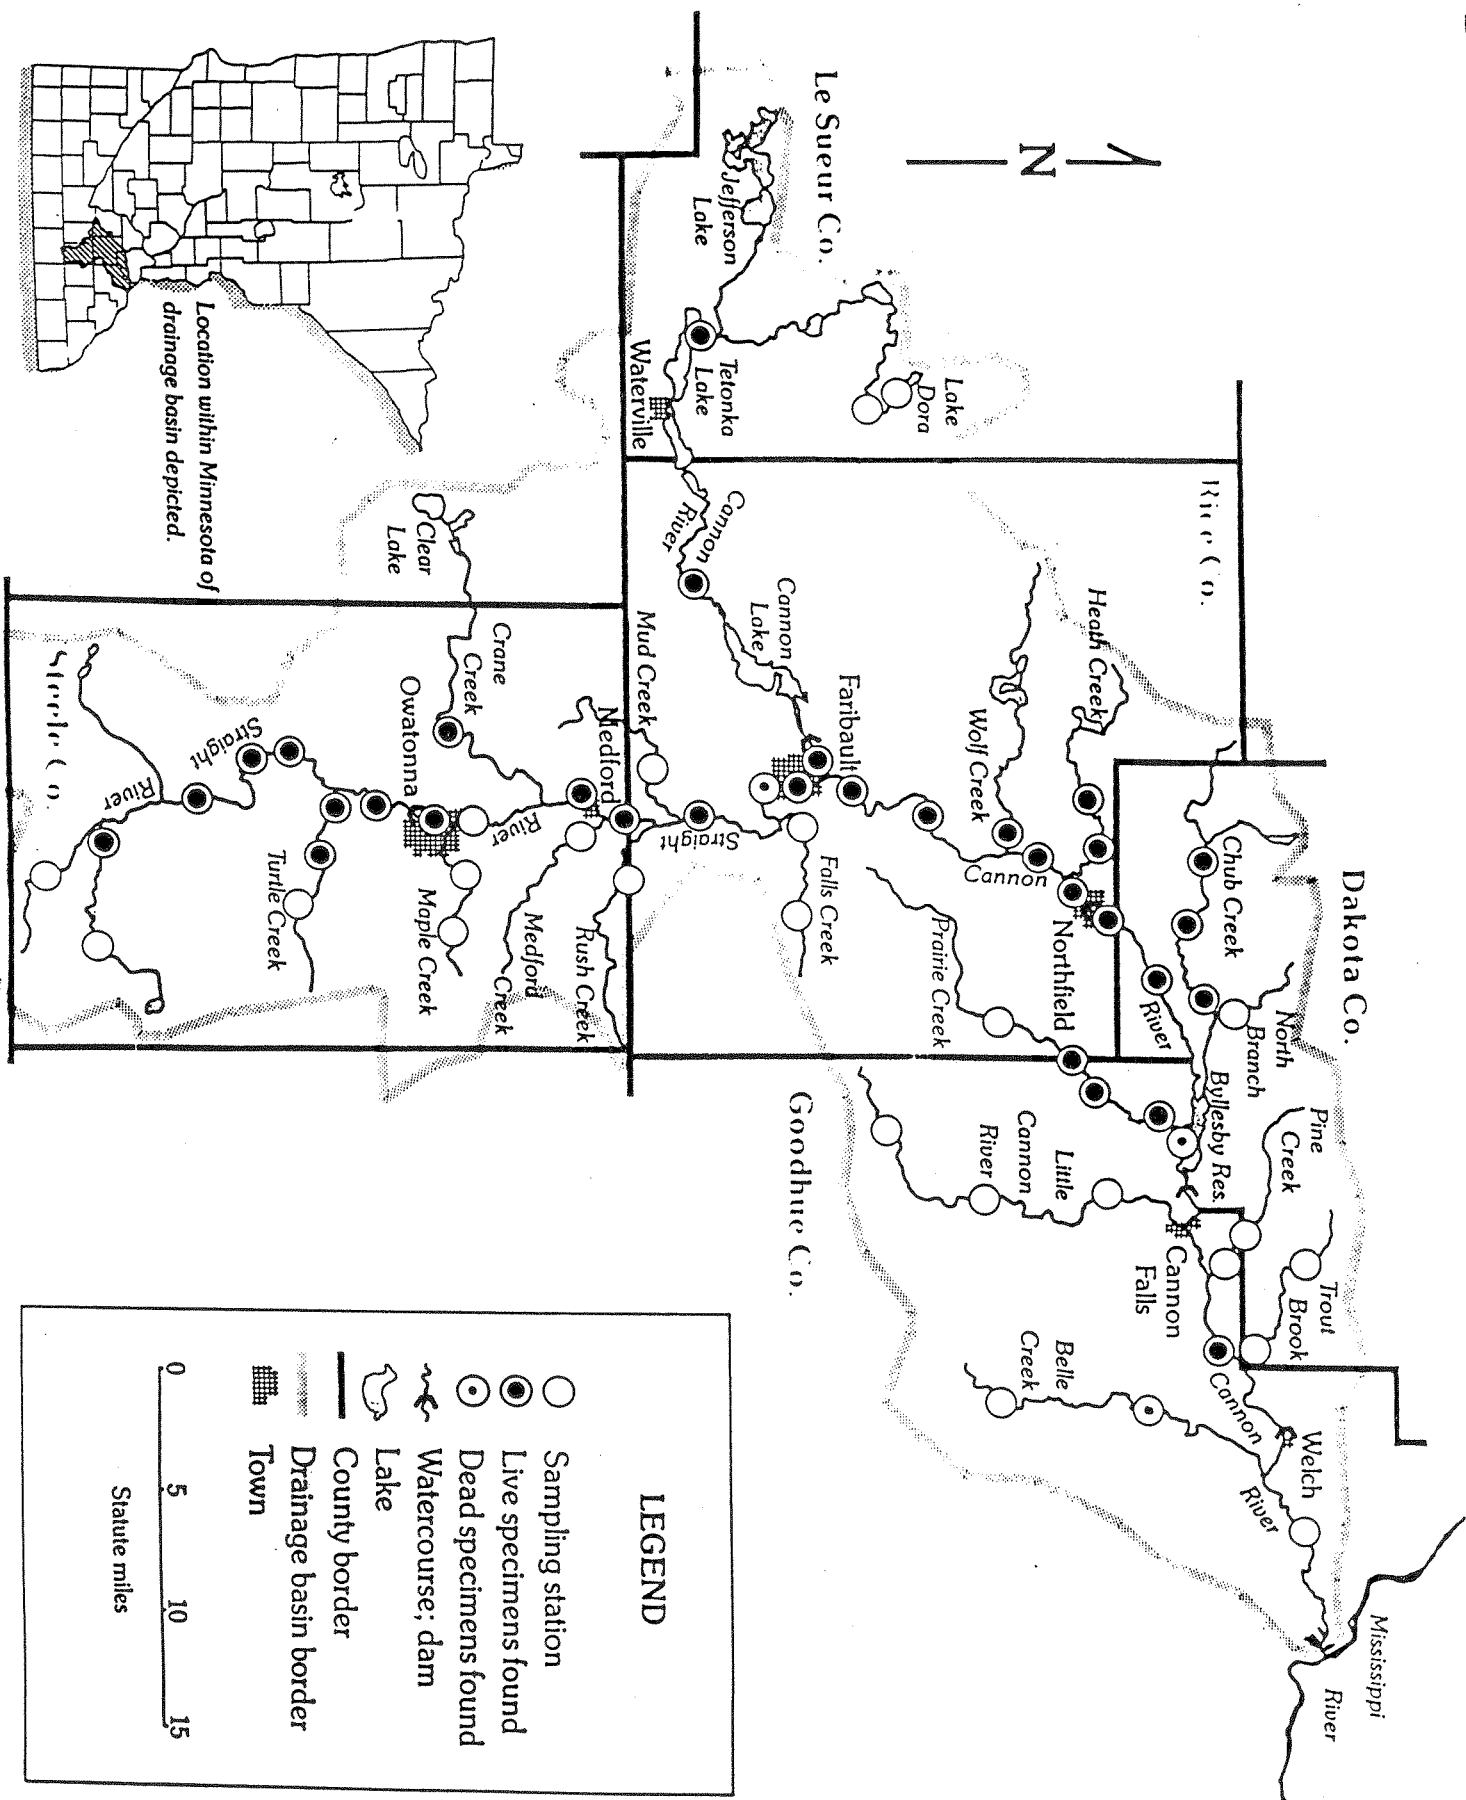 N
Le Sueur Co.
Rice Co.
Dakota Co.
Goodhue Co.
Steele Co.
Jefferson
Lake
Tetonka
Lake
Lake
Dora
Waterville
Cannon
River
Cannon
Lake
Faribault
Heath Creek
Wolf Creek
Cannon
Northfield
River
Chub Creek
North
Branch
Byllesby Res.
Pine
Creek
Trout
Brook
Prairie Creek
Little
Cannon
River
Cannon
Falls
Belle
Creek
Cannon
River
Welch
Mississippi
River
Falls Creek
Straight
Mud Creek
Medford
Rush Creek
Medford
Creek
River
Clear
Lake
Crane
Creek
Owatonna
Maple Creek
Turtle Creek
Straight
River
Location within Minnesota of
drainage basin depicted.
LEGEND
Sampling station
Live specimens found
Dead specimens found
Watercourse; dam
Lake
County border
Drainage basin border
Town
0 5 10 15
Statute miles